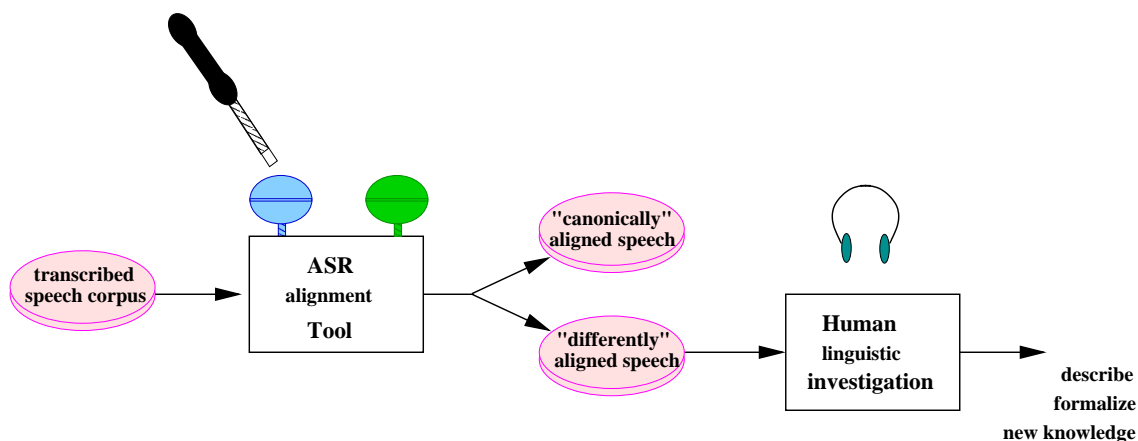 transcribed
speech corpus
ASR
alignment
Tool
"canonically"
aligned speech
"differently"
aligned speech
Human
linguistic
investigation
describe
formalize
new knowledge